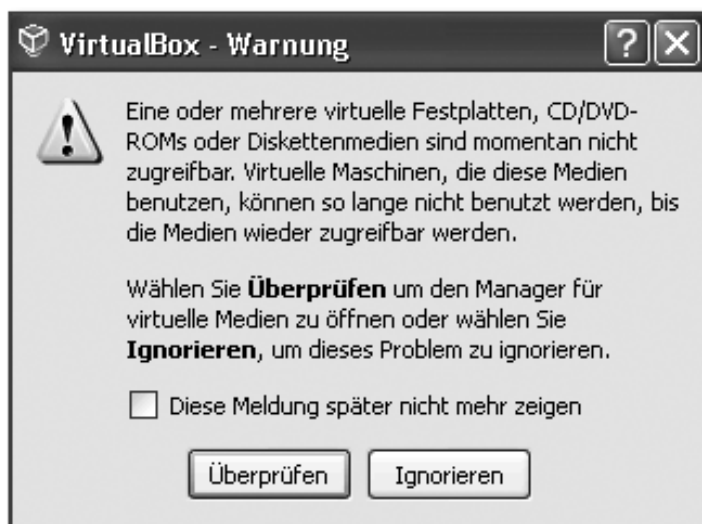 VirtualBox - Warnung
Eine oder mehrere virtuelle Festplatten, CD/DVD-
ROMs oder Diskettenmedien sind momentan nicht
zugreifbar. Virtuelle Maschinen, die diese Medien
benutzen, können so lange nicht benutzt werden, bis
die Medien wieder zugreifbar werden.
Wählen Sie Überprüfen um den Manager für
virtuelle Medien zu öffnen oder wählen Sie
Ignorieren, um dieses Problem zu ignorieren.
Diese Meldung später nicht mehr zeigen
Überprüfen Ignorieren